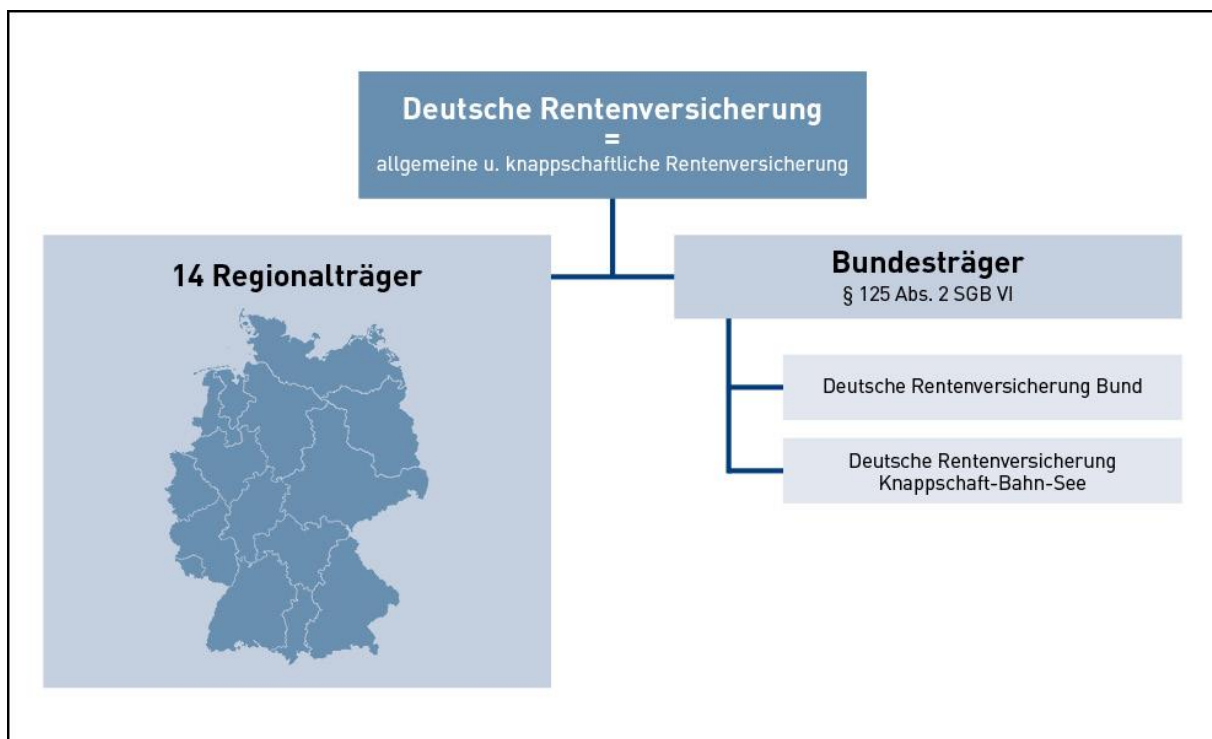 Deutsche Rentenversicherung
=
allgemeine u. knappschaftliche Rentenversicherung
14 Regionalträger
Bundesträger
§ 125 Abs. 2 SGB VI
Deutsche Rentenversicherung Bund
Deutsche Rentenversicherung
Knappschaft-Bahn-See